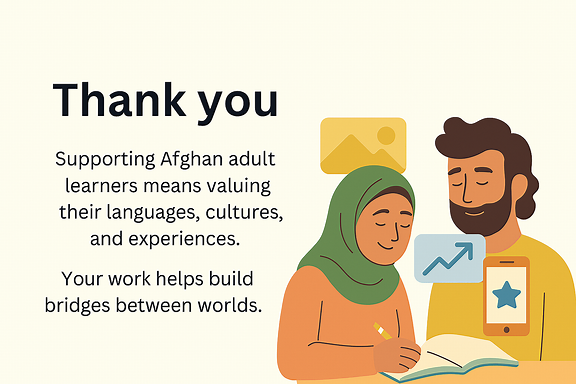 Thank you
Supporting Afghan adult
learners means valuing
their languages, cultures,
and experiences.
Your work helps build
bridges between worlds.